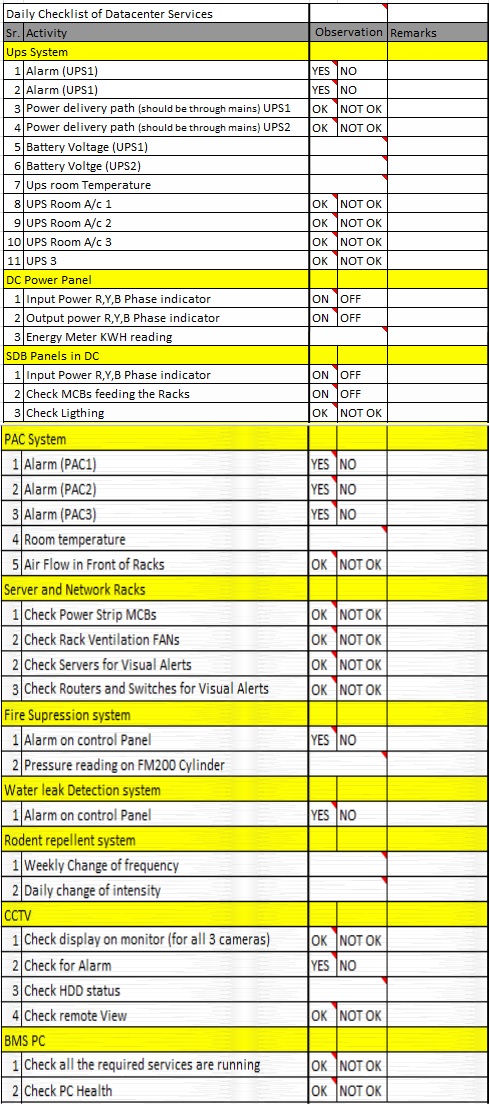 Daily Checklist of Datacenter Services
Sr. Activity Observation Remarks
Ups System
1 Alarm (UPS1) YES NO
2 Alarm (UPS1) YES NO
3 Power delivery path (should be through mains) UPS1 OK NOT OK
4 Power delivery path (should be through mains) UPS2 OK NOT OK
5 Battery Voltage (UPS1)
6 Battery Voltge (UPS2)
7 Ups room Temperature
8 UPS Room A/c 1 OK NOT OK
9 UPS Room A/c 2 OK NOT OK
10 UPS Room A/c 3 OK NOT OK
11 UPS 3 OK NOT OK
DC Power Panel
1 Input Power R,Y,B Phase indicator ON OFF
2 Output power R,Y,B Phase indicator ON OFF
3 Energy Meter KWH reading
SDB Panels in DC
1 Input Power R,Y,B Phase indicator ON OFF
2 Check MCBs feeding the Racks ON OFF
3 Check Ligthing OK NOT OK
PAC System
1 Alarm (PAC1) YES NO
2 Alarm (PAC2) YES NO
3 Alarm (PAC3) YES NO
4 Room temperature
5 Air Flow in Front of Racks OK NOT OK
Server and Network Racks
1 Check Power Strip MCBs OK NOT OK
2 Check Rack Ventilation FANs OK NOT OK
2 Check Servers for Visual Alerts OK NOT OK
3 Check Routers and Switches for Visual Alerts OK NOT OK
Fire Supression system
1 Alarm on control Panel YES NO
2 Pressure reading on FM200 Cylinder
Water leak Detection system
1 Alarm on control Panel YES NO
Rodent repellent system
1 Weekly Change of frequency
2 Daily change of intensity
CCTV
1 Check display on monitor (for all 3 cameras) OK NOT OK
2 Check for Alarm YES NO
3 Check HDD status
4 Check remote View OK NOT OK
BMS PC
1 Check all the required services are running OK NOT OK
2 Check PC Health OK NOT OK